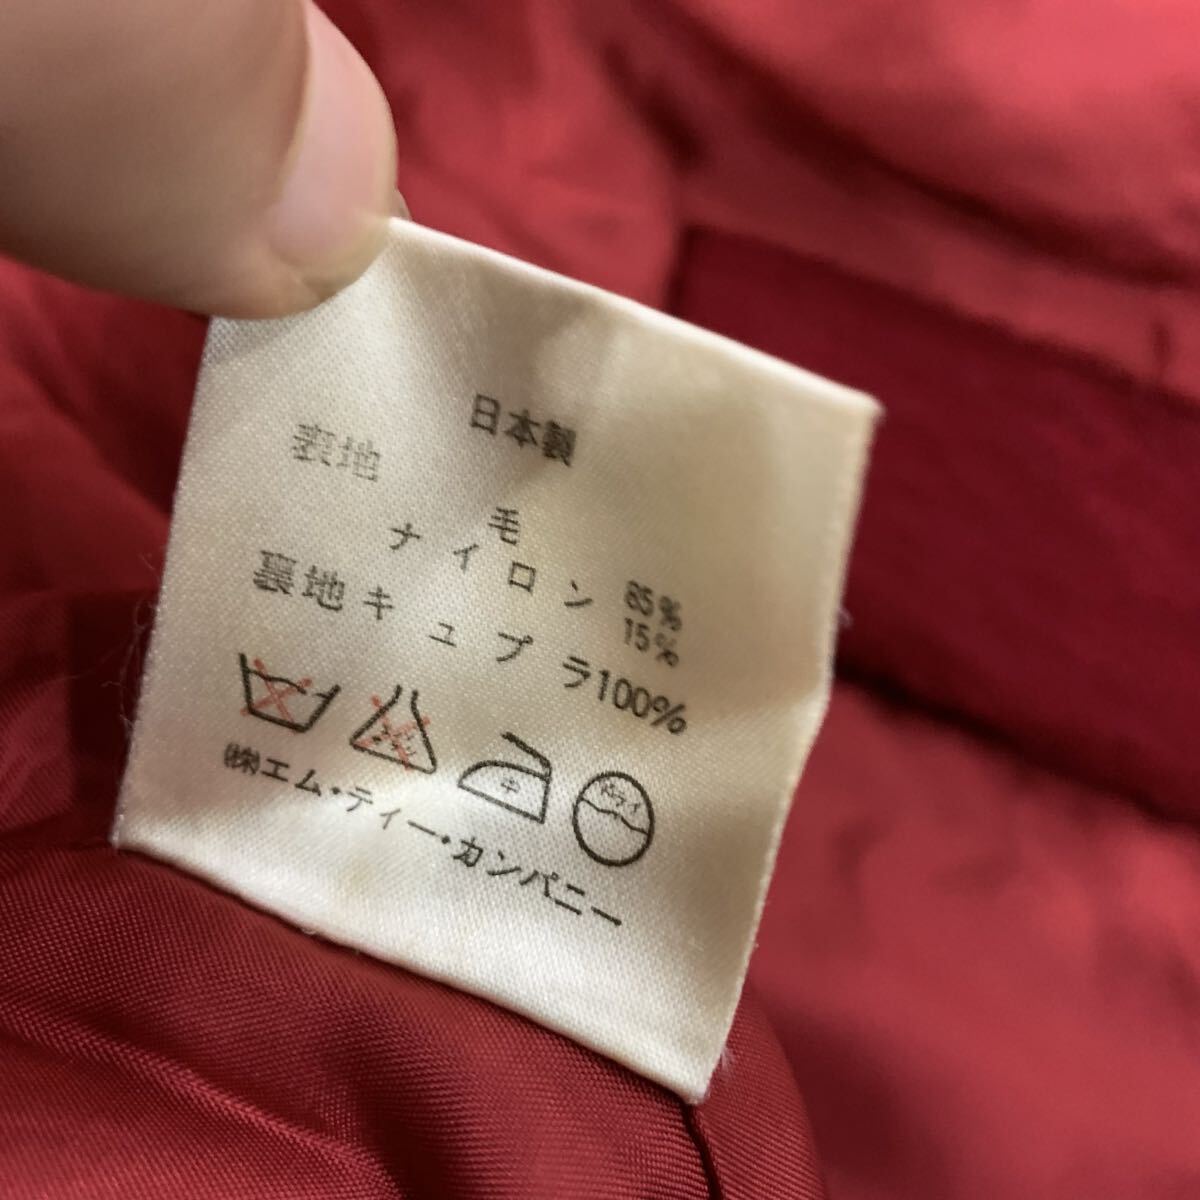 日本製
表地
毛 85%
ナイロン 15%
裏地キュプラ100%
中 ドライ
㈱エム・ティー・カンパニー